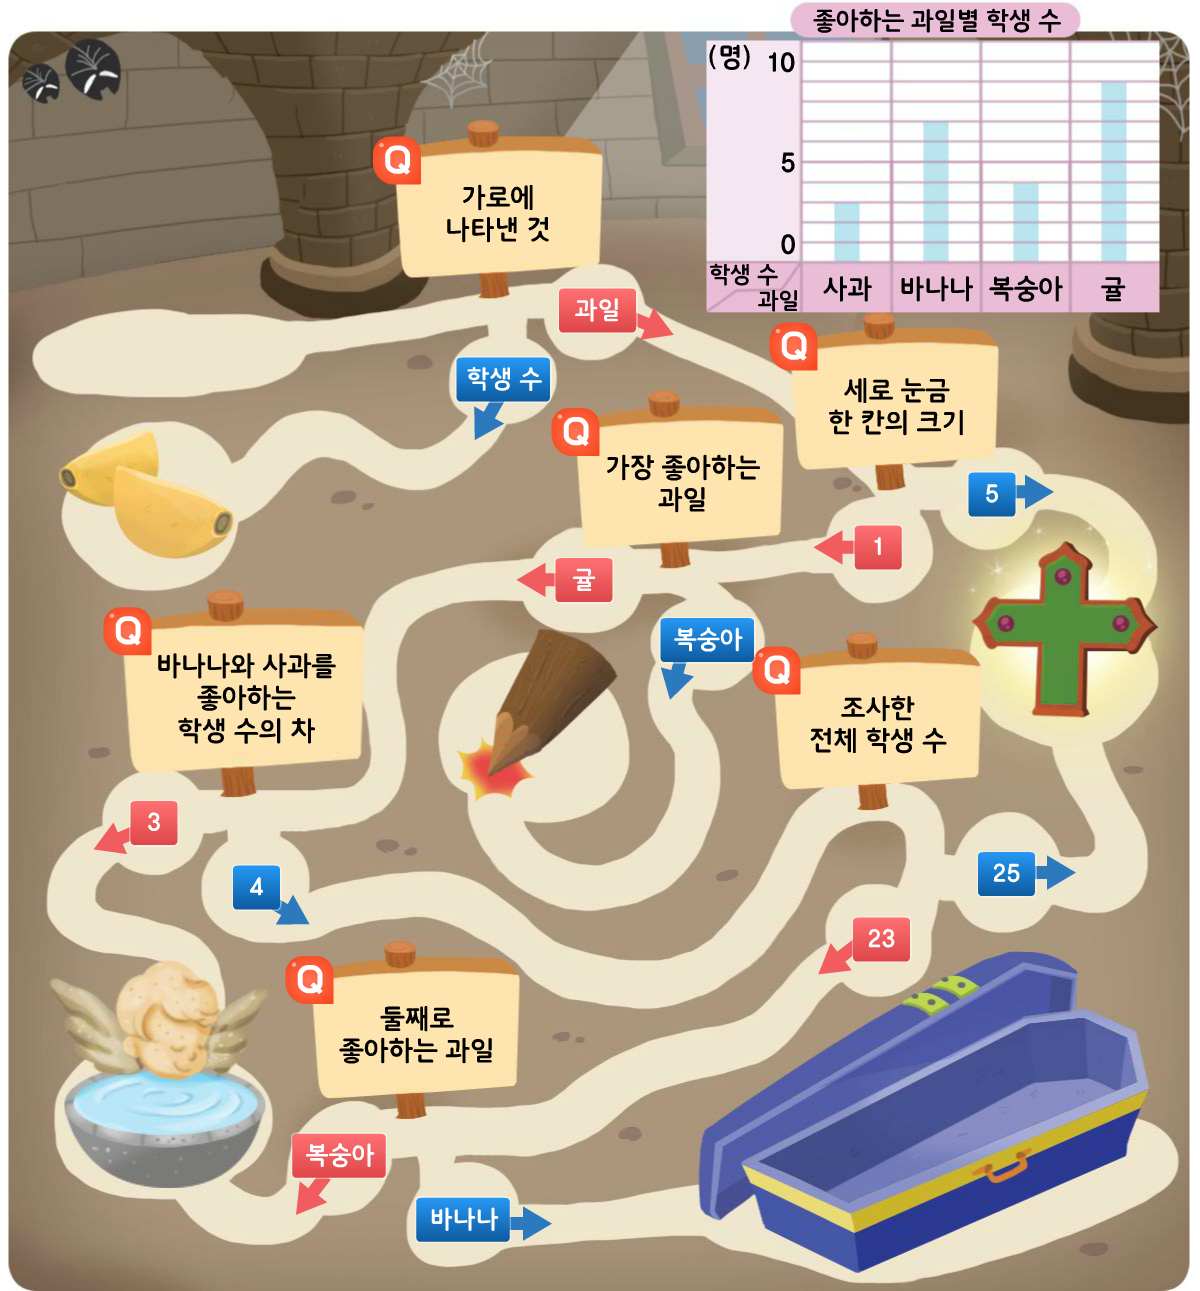 좋아하는 과일별 학생 수
(명)
10
5
0
학생 수
과일
사과
바나나
복숭아
귤
Q
가로에
나타낸 것
과일
학생 수
Q
세로 눈금
한 칸의 크기
5
1
Q
가장 좋아하는
과일
귤
복숭아
Q
바나나와 사과를
좋아하는
학생 수의 차
3
4
Q
조사한
전체 학생 수
25
23
Q
둘째로
좋아하는 과일
복숭아
바나나